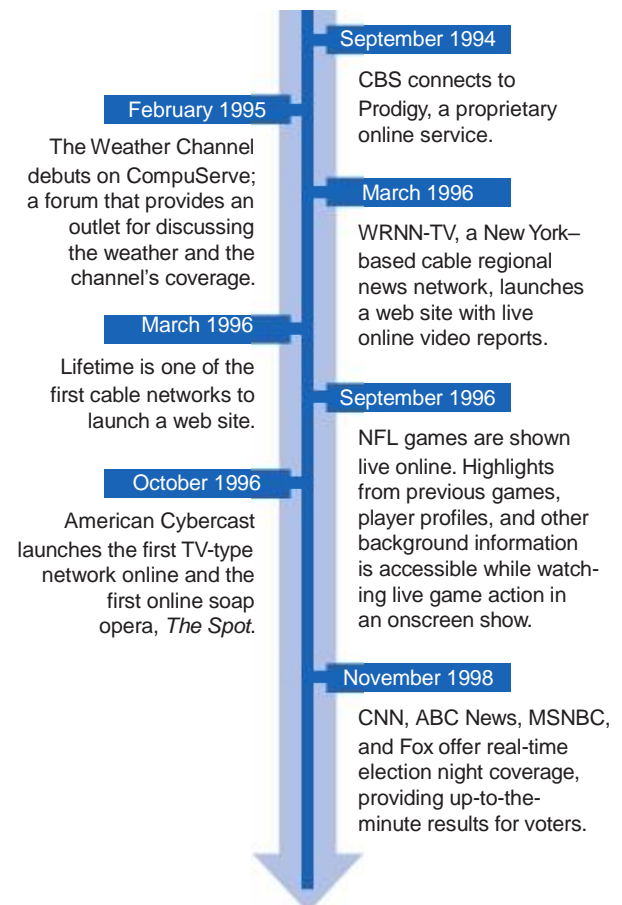 September 1994
CBS connects to
Prodigy, a proprietary
online service.
February 1995
The Weather Channel
debuts on CompuServe;
a forum that provides an
outlet for discussing
the weather and the
channel's coverage.
March 1996
WRNN-TV, a New York–
based cable regional
news network, launches
a web site with live
online video reports.
March 1996
Lifetime is one of the
first cable networks to
launch a web site.
September 1996
NFL games are shown
live online. Highlights
from previous games,
player profiles, and other
background information
is accessible while watch-
ing live game action in
an onscreen show.
October 1996
American Cybercast
launches the first TV-type
network online and the
first online soap
opera, The Spot.
November 1998
CNN, ABC News, MSNBC,
and Fox offer real-time
election night coverage,
providing up-to-the-
minute results for voters.